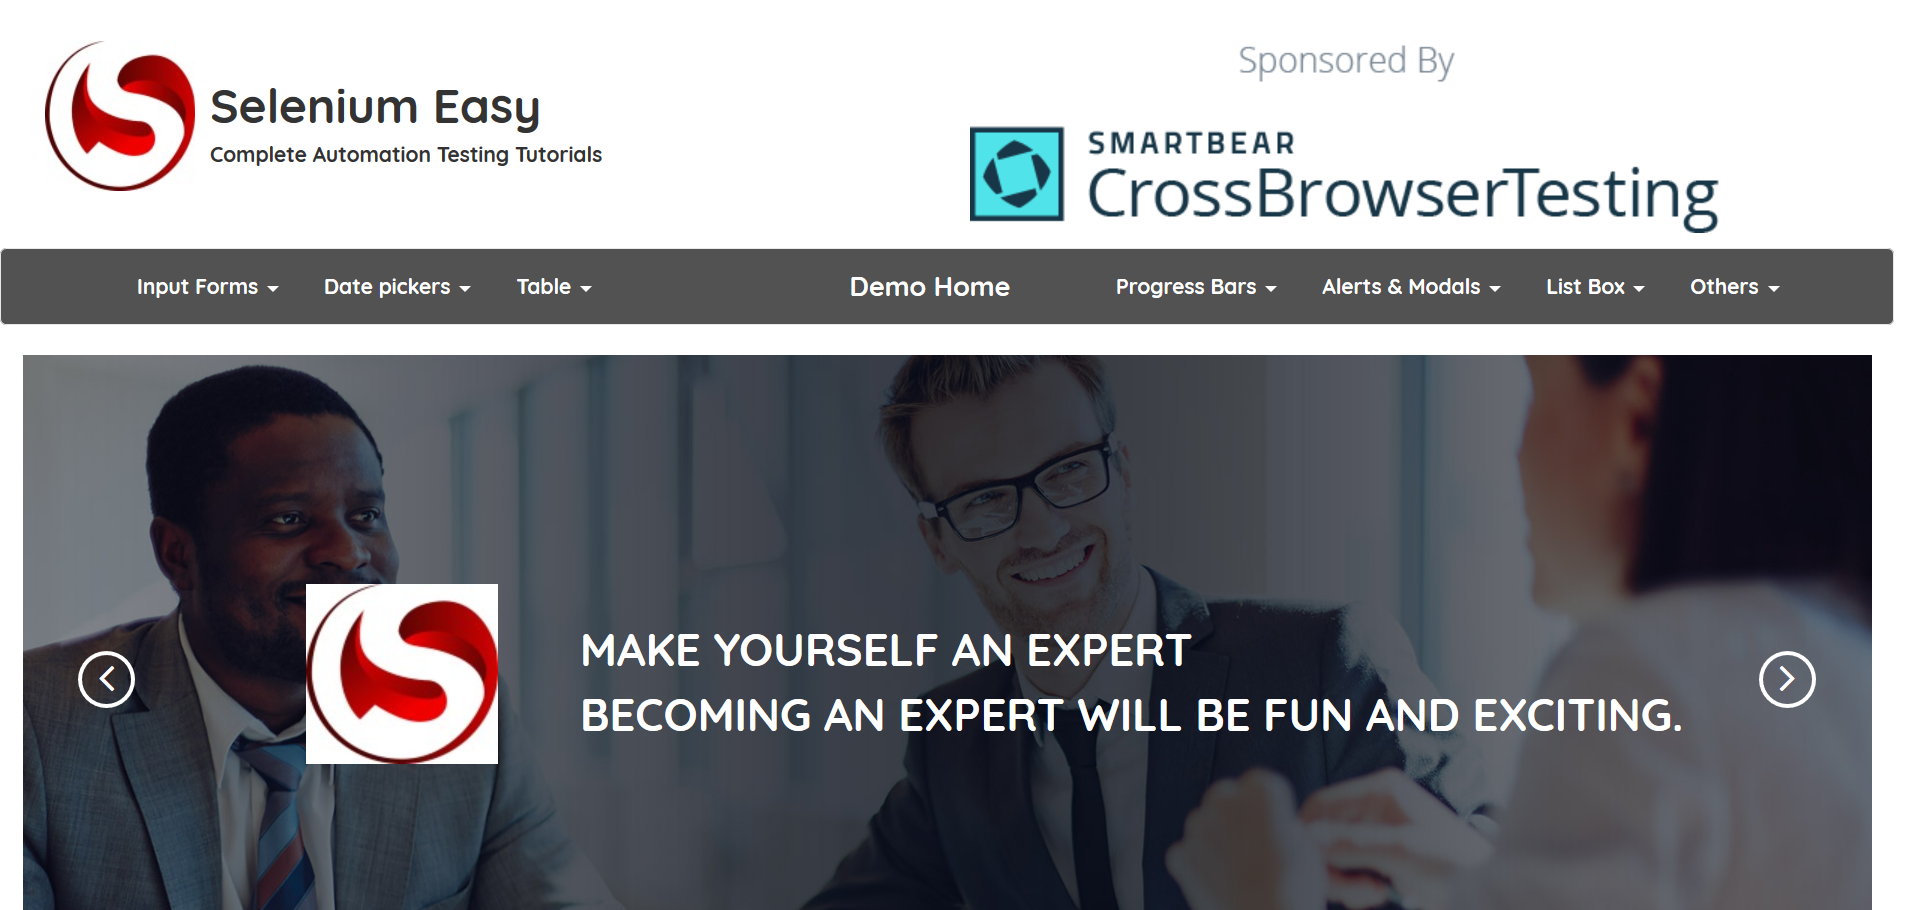 Selenium Easy
Complete Automation Testing Tutorials
Sponsored By
SMARTBEAR
CrossBrowserTesting
Input Forms Date pickers Table Demo Home Progress Bars Alerts & Modals List Box Others
MAKE YOURSELF AN EXPERT
BECOMING AN EXPERT WILL BE FUN AND EXCITING.